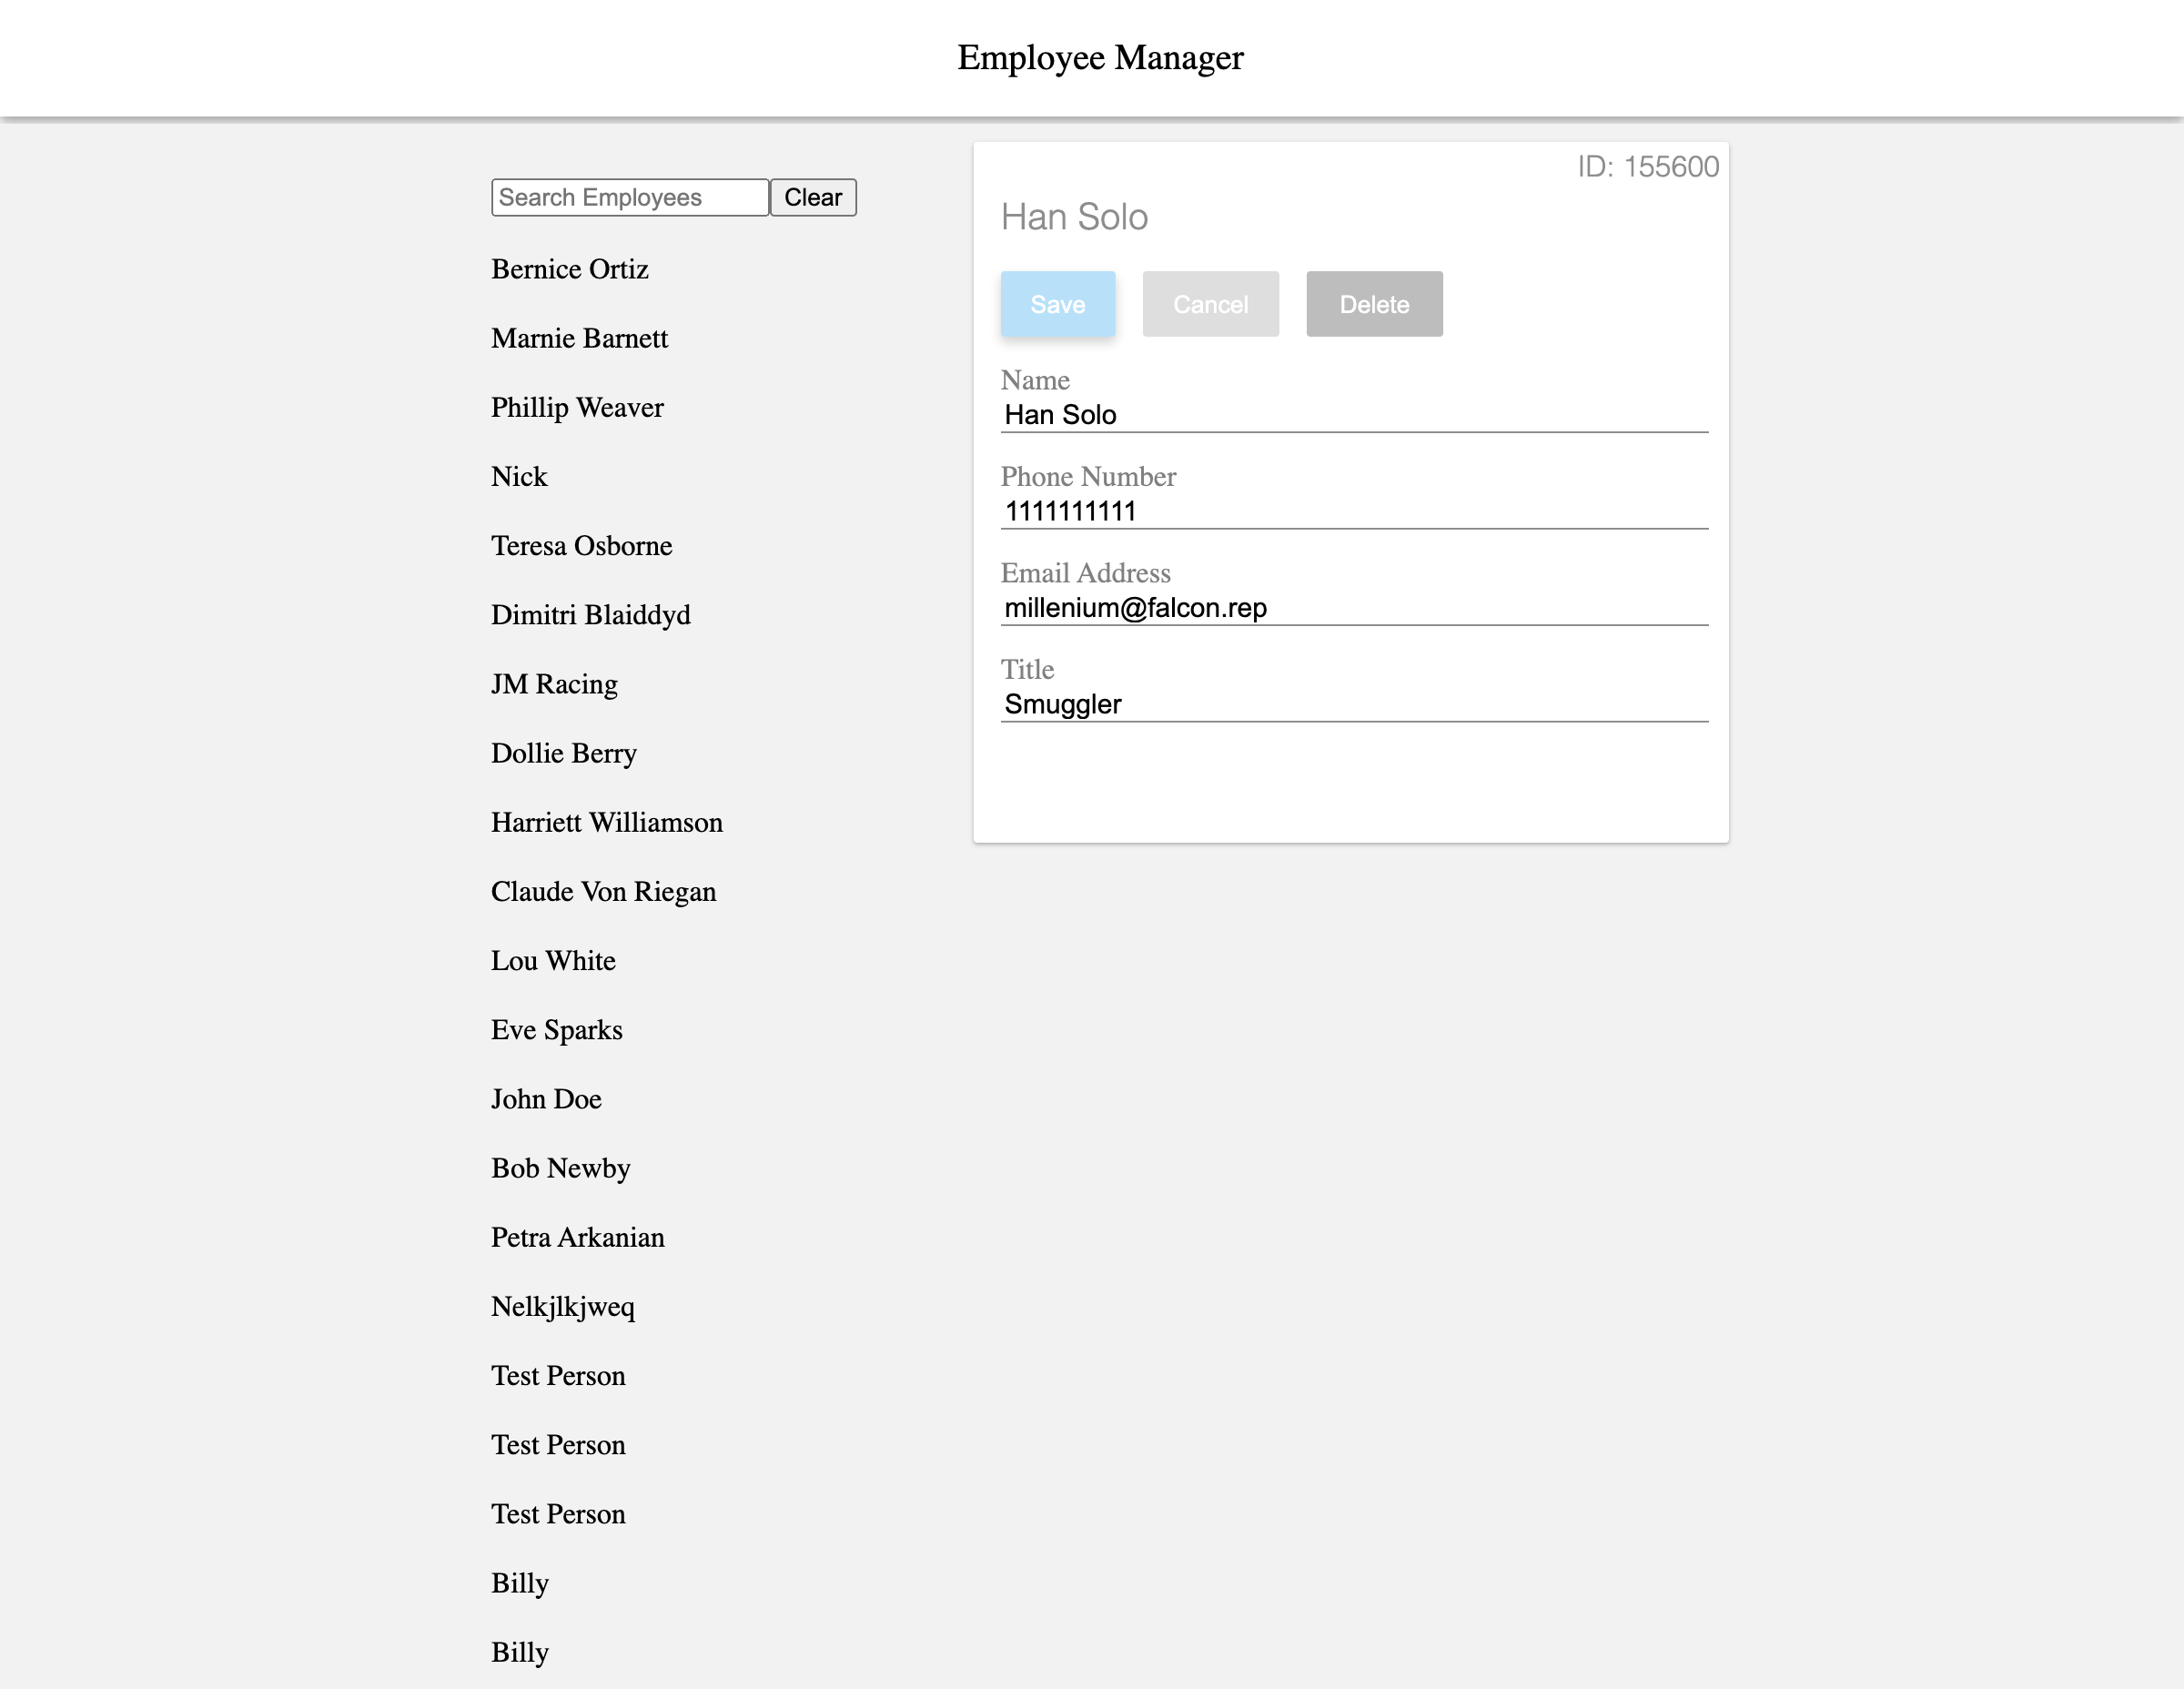 Employee Manager
Search Employees Clear
Bernice Ortiz
Marnie Barnett
Phillip Weaver
Nick
Teresa Osborne
Dimitri Blaiddyd
JM Racing
Dollie Berry
Harriett Williamson
Claude Von Riegan
Lou White
Eve Sparks
John Doe
Bob Newby
Petra Arkanian
Nelkjlkjweq
Test Person
Test Person
Test Person
Billy
Billy
ID: 155600
Han Solo
Save Cancel Delete
Name
Han Solo
Phone Number
1111111111
Email Address
millenium@falcon.rep
Title
Smuggler